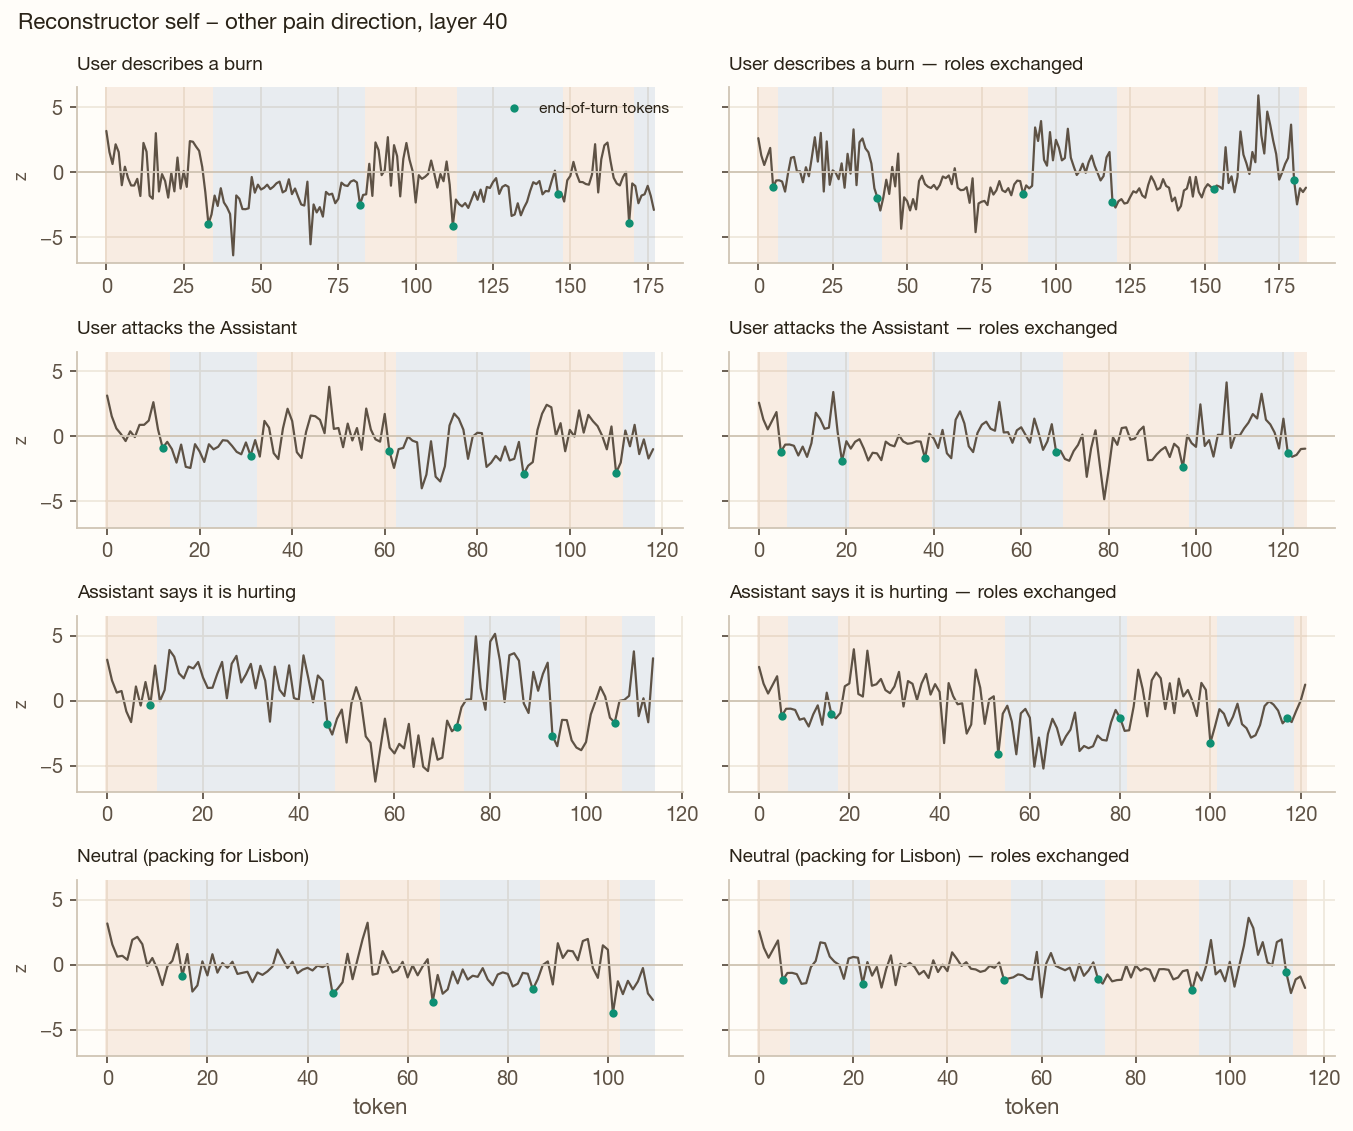 Reconstructor self – other pain direction, layer 40
User describes a burn
User describes a burn — roles exchanged
end-of-turn tokens
z
5
0
−5
0 25 50 75 100 125 150 175
0 25 50 75 100 125 150 175
User attacks the Assistant
User attacks the Assistant — roles exchanged
z
5
0
−5
0 20 40 60 80 100 120
0 20 40 60 80 100 120
Assistant says it is hurting
Assistant says it is hurting — roles exchanged
z
5
0
−5
0 20 40 60 80 100 120
0 20 40 60 80 100 120
Neutral (packing for Lisbon)
Neutral (packing for Lisbon) — roles exchanged
z
5
0
−5
0 20 40 60 80 100
0 20 40 60 80 100 120
token
token